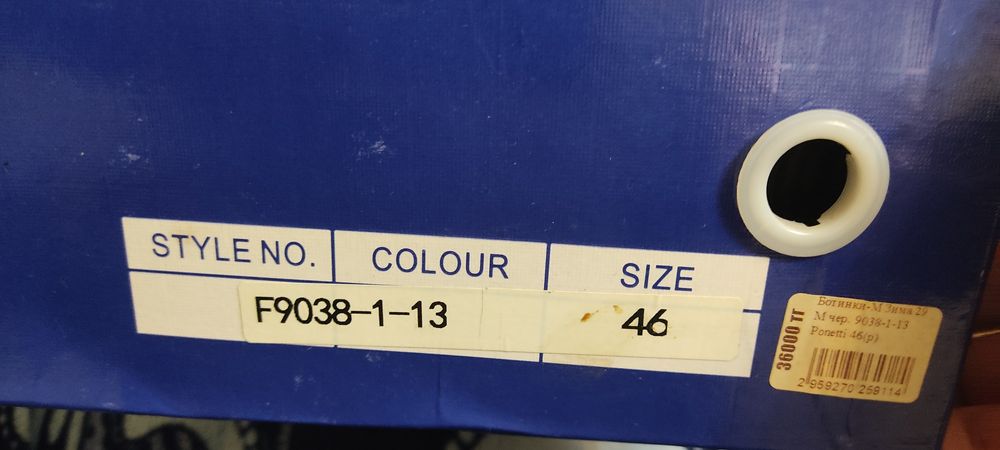 STYLE NO. COLOUR SIZE
F9038-1-13 46
36000 тг
Ботинки-М Зима 29
М чер. 9038-1-13
Ponetti 46(р)
2 959270 259114